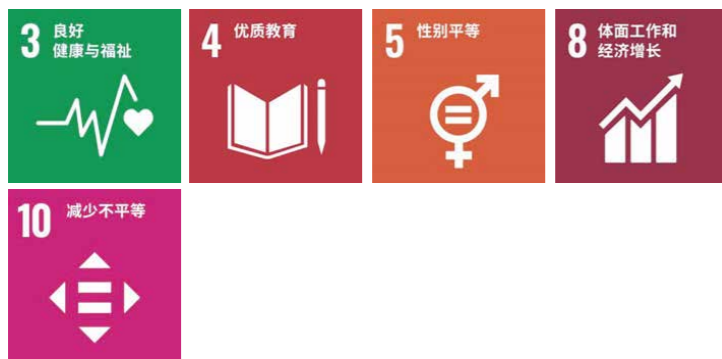 3 良好
健康与福祉
4 优质教育
5 性别平等
8 体面工作和
经济增长
10 减少不平等